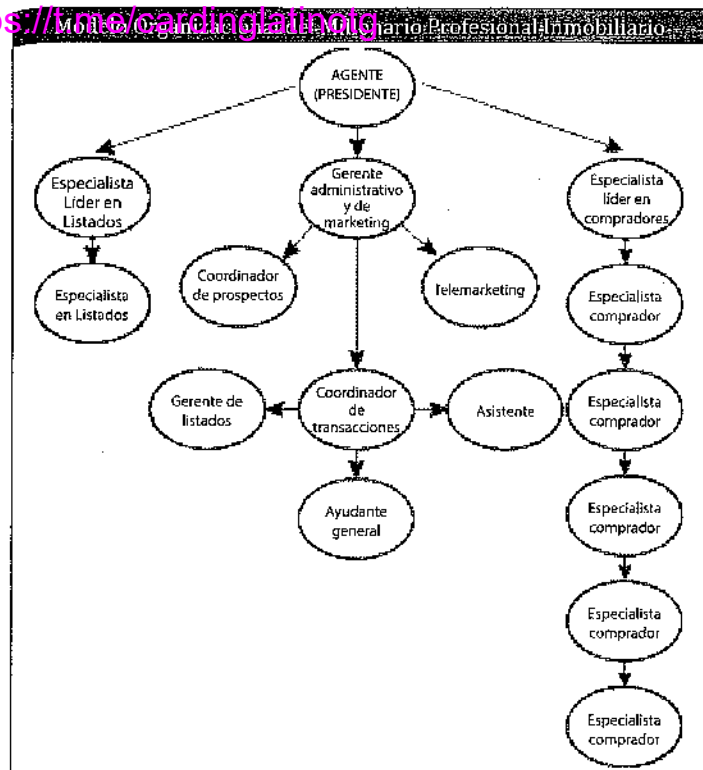 s://t.me/cardinglatinotg
nario Profesional Inmobiliario
AGENTE
(PRESIDENTE)
Especialista
Líder en
Listados
Gerente
administrativo
y de
marketing
Especialista
líder en
compradores
Especialista
en Listados
Coordinador
de prospectos
Telemarketing
Especialista
comprador
Gerente de
listados
Coordinador
de
transacciones
Asistente
Especialista
comprador
Ayudante
general
Especialista
comprador
Especialista
comprador
Especialista
comprador